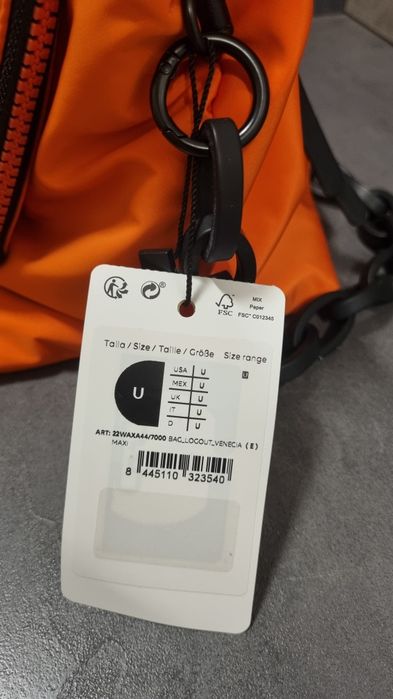 MIX
Paper
FSC
FSC® C012345
Talla / Size / Taille / Größe Size range
U
U
USA U
MEX U
UK U
IT U
D U
ART: 22WAXA44/7000 BAG_LOGOUT_VENECIA (E)
MAXI
8 445110 323540